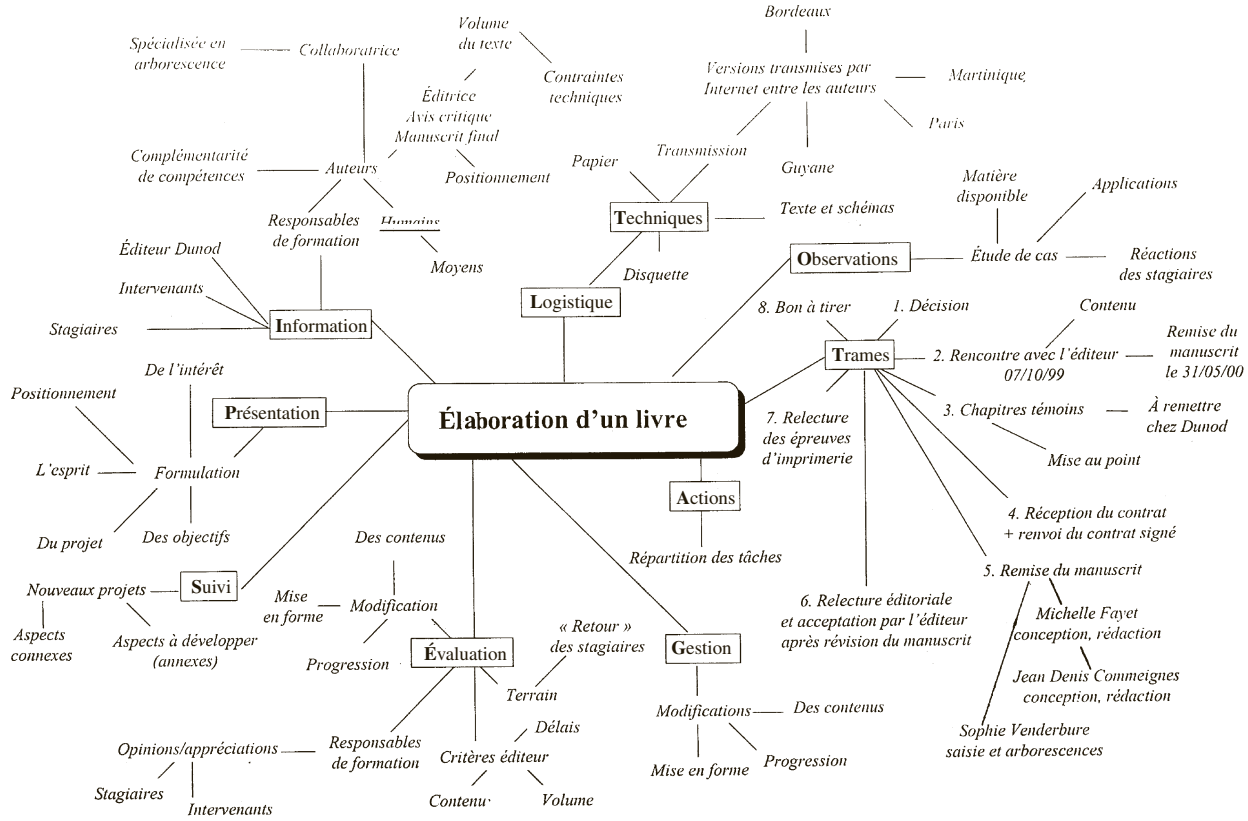 Bordeaux
Volume
du texte
Spécialisée en
arborescence
Collaboratrice
Versions transmises par
Internet entre les auteurs
Martinique
Contraintes
techniques
Éditrice
Avis critique
Manuscrit final
Paris
Complémentarité
de compétences
Auteurs
Positionnement
Papier
Transmission
Guyane
Matière
disponible
Applications
Responsables
de formation
Humains
Moyens
Techniques
Texte et schémas
Disquette
Éditeur Dunod
Intervenants
Stagiaires
Information
Logistique
Observations
Étude de cas
Réactions
des stagiaires
8. Bon à tirer
1. Décision
Contenu
Trames
2. Rencontre avec l'éditeur
07/10/99
Remise du
manuscrit
le 31/05/00
De l'intérêt
Positionnement
Présentation
Élaboration d'un livre
7. Relecture
des épreuves
d'imprimerie
3. Chapitres témoins
À remettre
chez Dunod
Mise au point
L'esprit
Formulation
Du projet
Des objectifs
Actions
Répartition des tâches
4. Réception du contrat
+ renvoi du contrat signé
5. Remise du manuscrit
Michelle Fayet
conception, rédaction
Jean Denis Commeignes
conception, rédaction
Sophie Venderbure
saisie et arborescences
6. Relecture éditoriale
et acceptation par l'éditeur
après révision du manuscrit
Nouveaux projets
Suivi
Aspects
connexes
Aspects à développer
(annexes)
Des contenus
Mise
en forme
Modification
Progression
Évaluation
« Retour »
des stagiaires
Terrain
Gestion
Modifications
Des contenus
Mise en forme
Progression
Opinions/appréciations
Responsables
de formation
Stagiaires
Intervenants
Délais
Critères éditeur
Contenu
Volume